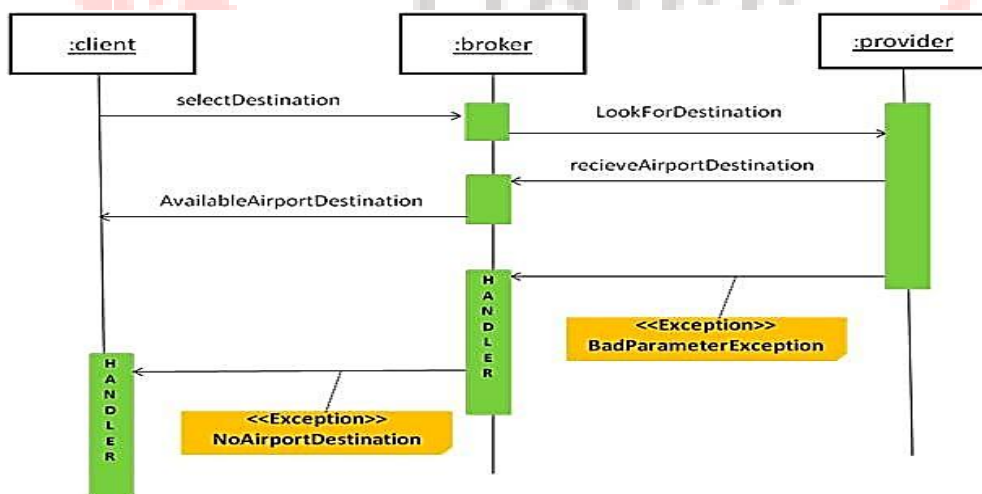 :client
:broker
:provider
selectDestination
LookForDestination
recieveAirportDestination
AvailableAirportDestination
HANDLER
<<Exception>>
BadParameterException
HANDLER
<<Exception>>
NoAirportDestination